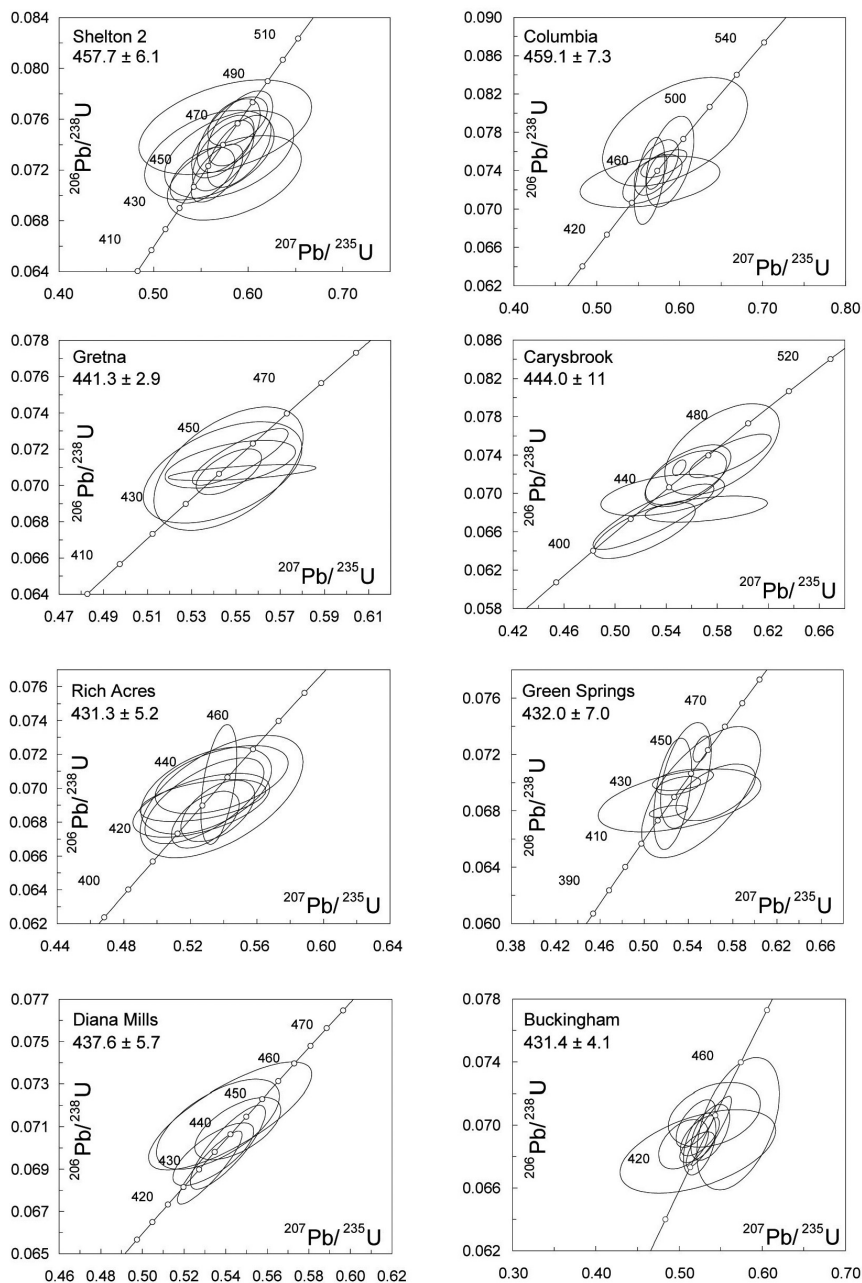 Shelton 2
457.7 ± 6.1
510
490
470
450
430
410
206Pb/238U
207Pb/ 235U
0.084
0.080
0.076
0.072
0.068
0.064
0.40 0.50 0.60 0.70
Columbia
459.1 ± 7.3
540
500
460
420
206Pb/238U
207Pb/ 235U
0.090
0.086
0.082
0.078
0.074
0.070
0.066
0.062
0.40 0.50 0.60 0.70 0.80
Gretna
441.3 ± 2.9
470
450
430
410
206Pb/238U
207Pb/ 235U
0.078
0.076
0.074
0.072
0.070
0.068
0.066
0.064
0.47 0.49 0.51 0.53 0.55 0.57 0.59 0.61
Carysbrook
444.0 ± 11
520
480
440
400
206Pb/238U
207Pb/ 235U
0.086
0.082
0.078
0.074
0.070
0.066
0.062
0.058
0.42 0.46 0.50 0.54 0.58 0.62 0.66
Rich Acres
431.3 ± 5.2
460
440
420
400
206Pb/238U
207Pb/ 235U
0.076
0.074
0.072
0.070
0.068
0.066
0.064
0.062
0.44 0.48 0.52 0.56 0.60 0.64
Green Springs
432.0 ± 7.0
470
450
430
410
390
206Pb/238U
207Pb/ 235U
0.076
0.072
0.068
0.064
0.060
0.38 0.42 0.46 0.50 0.54 0.58 0.62 0.66
Diana Mills
437.6 ± 5.7
470
460
450
440
430
420
206Pb/238U
207Pb/ 235U
0.077
0.075
0.073
0.071
0.069
0.067
0.065
0.46 0.48 0.50 0.52 0.54 0.56 0.58 0.60 0.62
Buckingham
431.4 ± 4.1
460
420
206Pb/238U
207Pb/ 235U
0.078
0.074
0.070
0.066
0.062
0.30 0.40 0.50 0.60 0.70